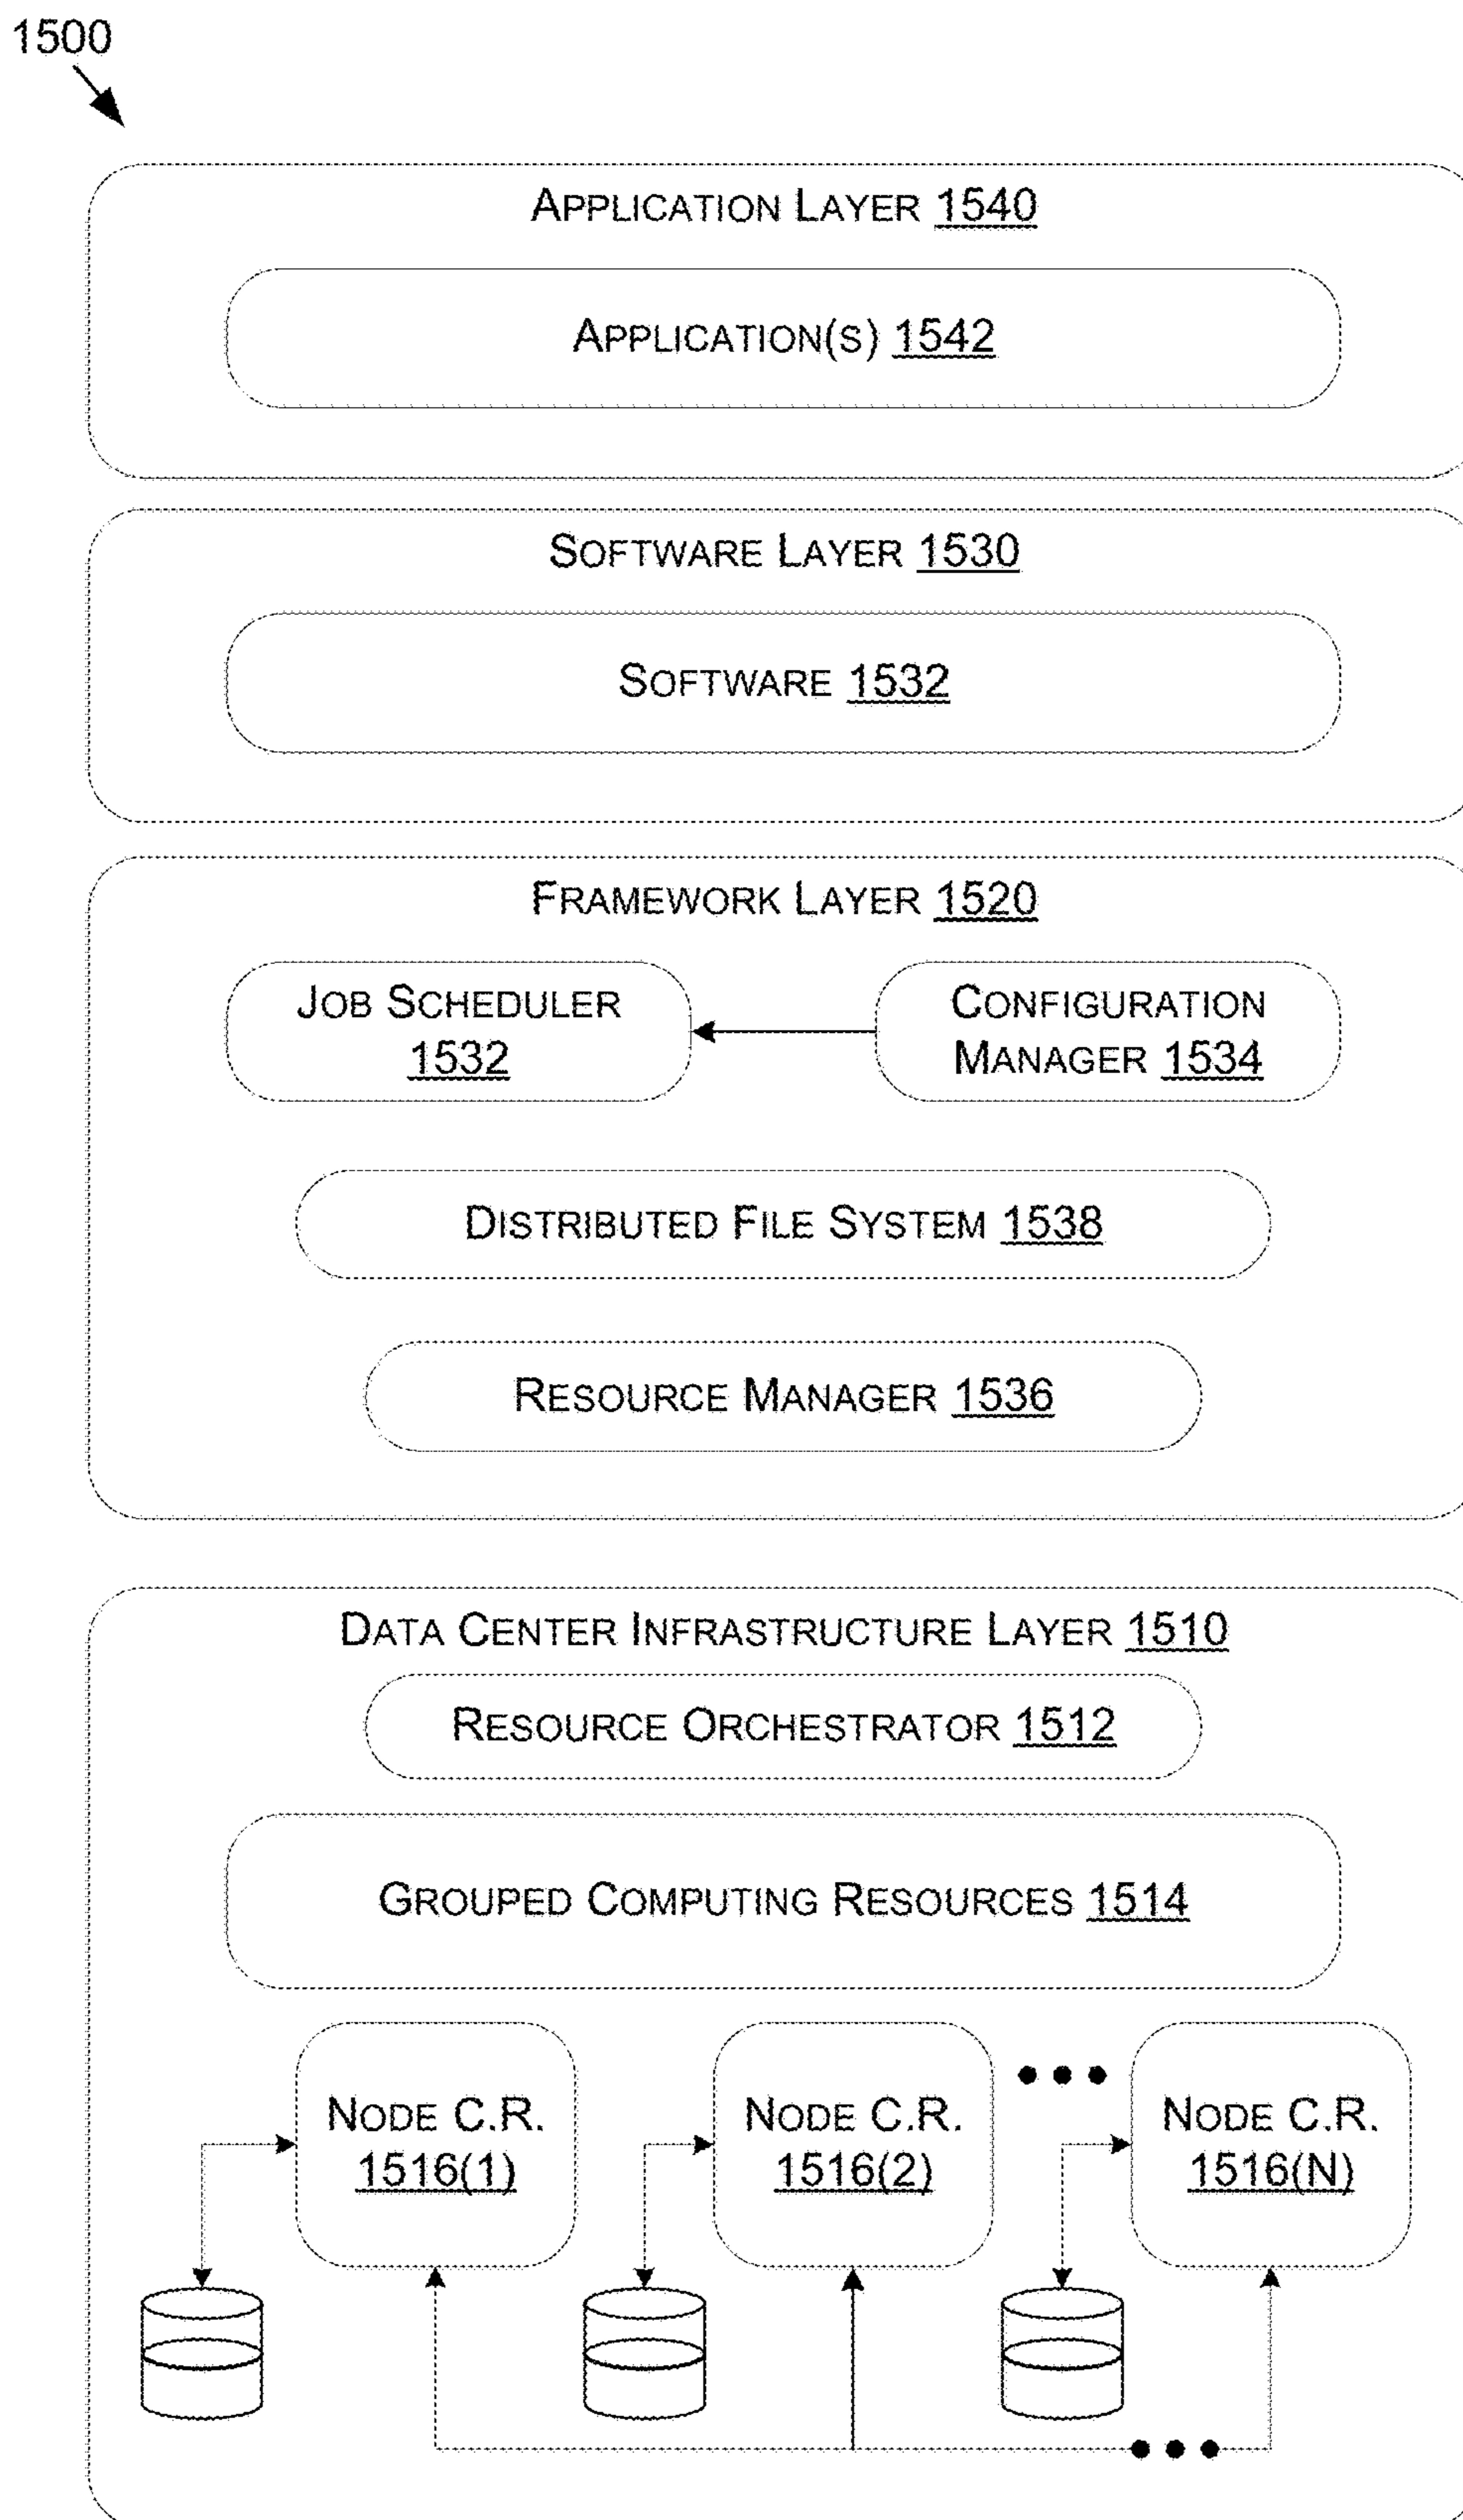 1500
APPLICATION LAYER 1540
APPLICATION(S) 1542
SOFTWARE LAYER 1530
SOFTWARE 1532
FRAMEWORK LAYER 1520
JOB SCHEDULER
1532
CONFIGURATION
MANAGER 1534
DISTRIBUTED FILE SYSTEM 1538
RESOURCE MANAGER 1536
DATA CENTER INFRASTRUCTURE LAYER 1510
RESOURCE ORCHESTRATOR 1512
GROUPED COMPUTING RESOURCES 1514
NODE C.R.
1516(1)
NODE C.R.
1516(2)
NODE C.R.
1516(N)